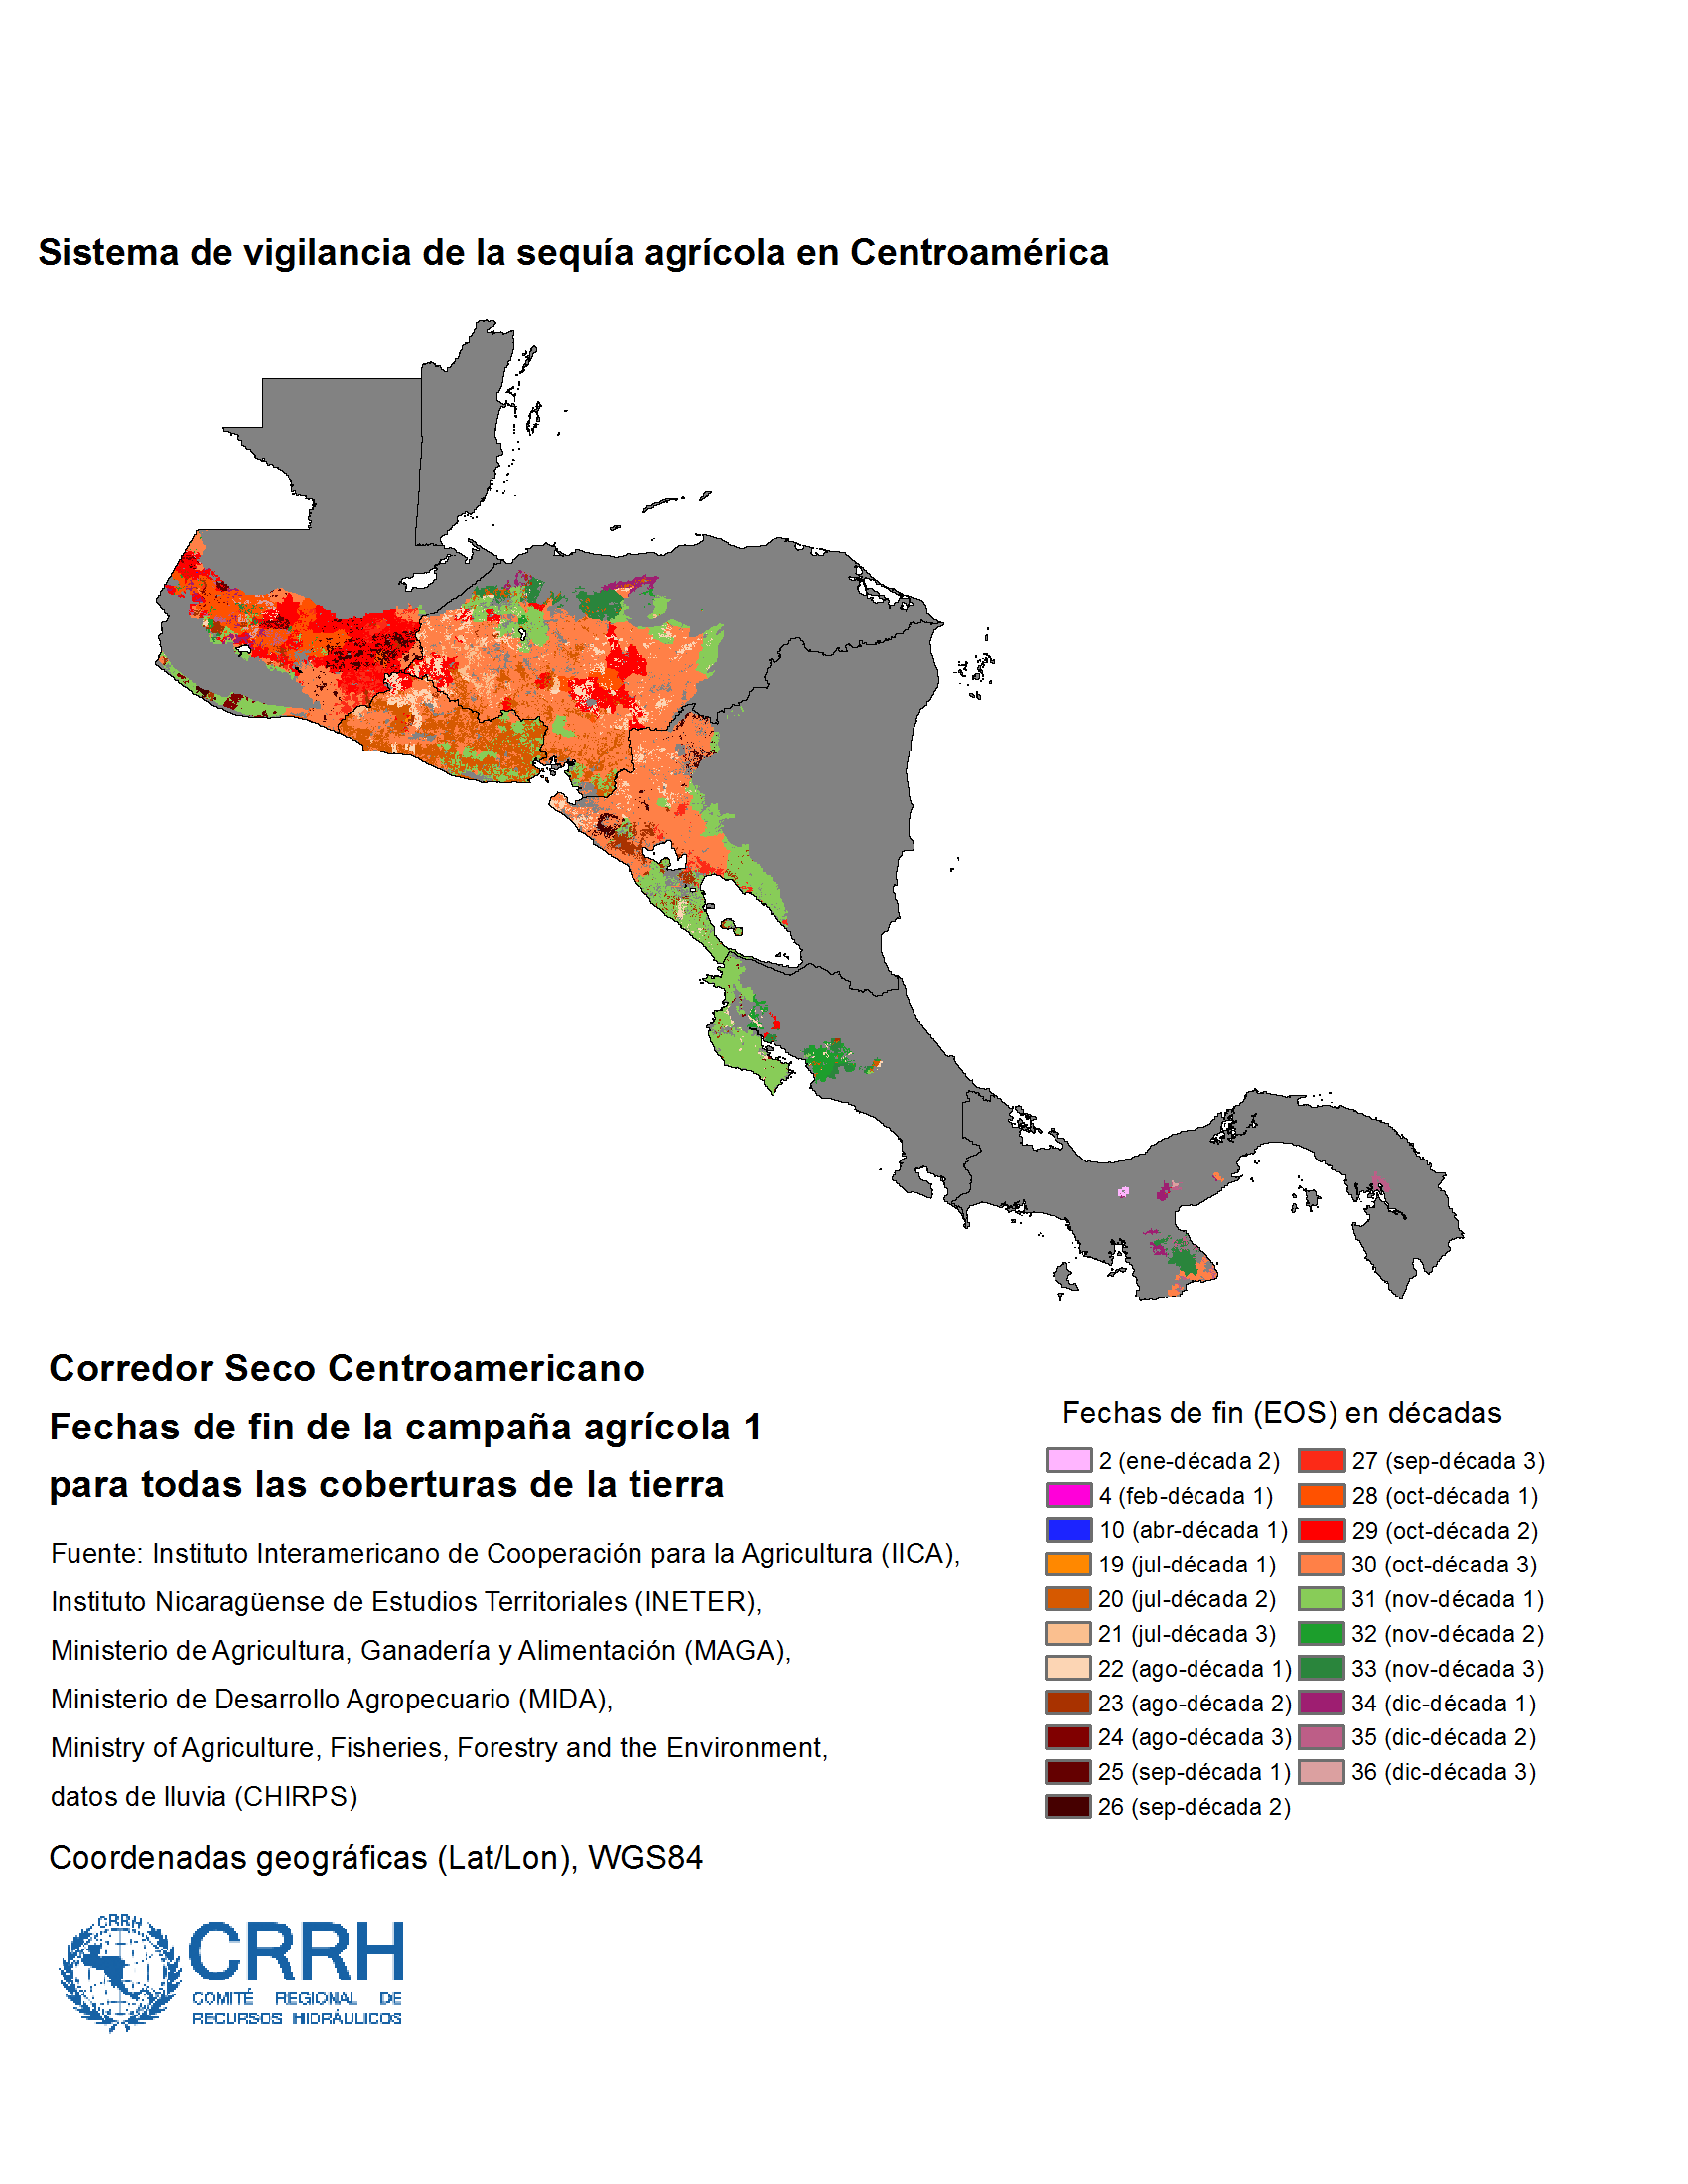 Sistema de vigilancia de la sequía agrícola en Centroamérica
Corredor Seco Centroamericano
Fechas de fin de la campaña agrícola 1
para todas las coberturas de la tierra
Fuente: Instituto Interamericano de Cooperación para la Agricultura (IICA),
Instituto Nicaragüense de Estudios Territoriales (INETER),
Ministerio de Agricultura, Ganadería y Alimentación (MAGA),
Ministerio de Desarrollo Agropecuario (MIDA),
Ministry of Agriculture, Fisheries, Forestry and the Environment,
datos de lluvia (CHIRPS)
Coordenadas geográficas (Lat/Lon), WGS84
CRRH
CRRH
COMITÉ REGIONAL DE
RECURSOS HIDRÁULICOS
Fechas de fin (EOS) en décadas
2 (ene-década 2)
4 (feb-década 1)
10 (abr-década 1)
19 (jul-década 1)
20 (jul-década 2)
21 (jul-década 3)
22 (ago-década 1)
23 (ago-década 2)
24 (ago-década 3)
25 (sep-década 1)
26 (sep-década 2)
27 (sep-década 3)
28 (oct-década 1)
29 (oct-década 2)
30 (oct-década 3)
31 (nov-década 1)
32 (nov-década 2)
33 (nov-década 3)
34 (dic-década 1)
35 (dic-década 2)
36 (dic-década 3)